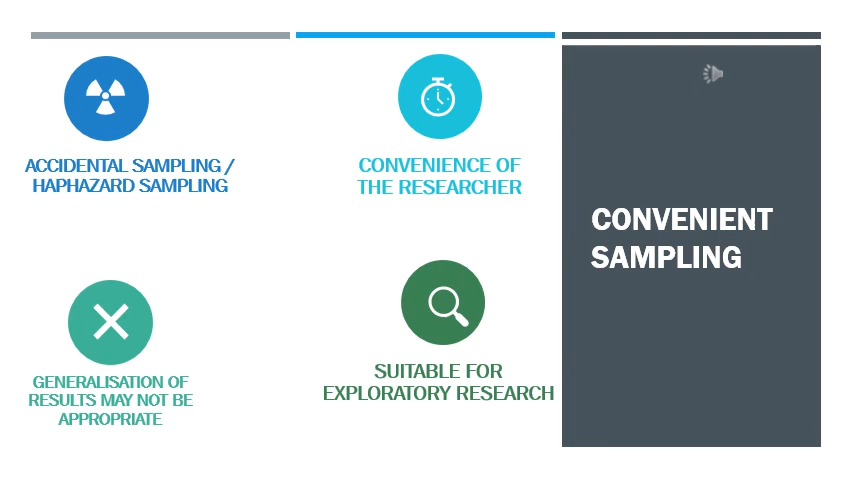 ACCIDENTAL SAMPLING /
HAPHAZARD SAMPLING
CONVENIENCE OF
THE RESEARCHER
GENERALISATION OF
RESULTS MAY NOT BE
APPROPRIATE
SUITABLE FOR
EXPLORATORY RESEARCH
CONVENIENT
SAMPLING